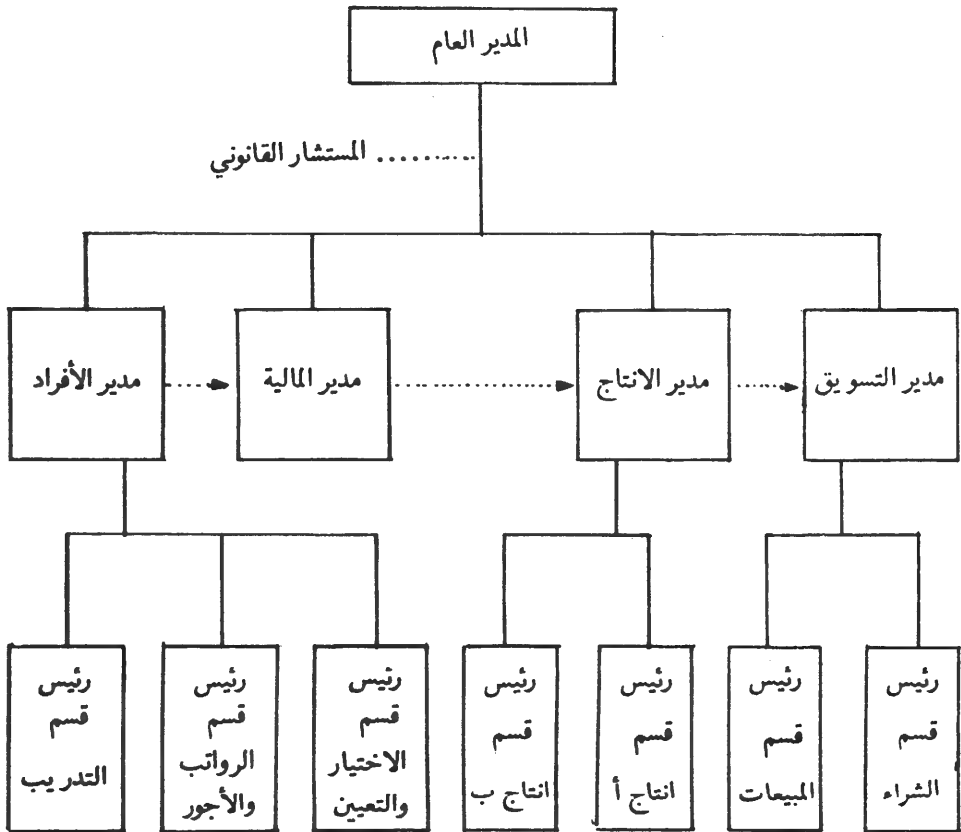 المدير العام
المستشار القانوني ..........
مدير التسويق
مدير الانتاج
مدير المالية
مدير الأفراد
رئيس
قسم
الشراء
رئيس
قسم
المبيعات
رئيس
قسم
انتاج أ
رئيس
قسم
انتاج ب
رئيس
قسم
الاختيار
والتعيين
رئيس
قسم
الرواتب
والأجور
رئيس
قسم
التدريب